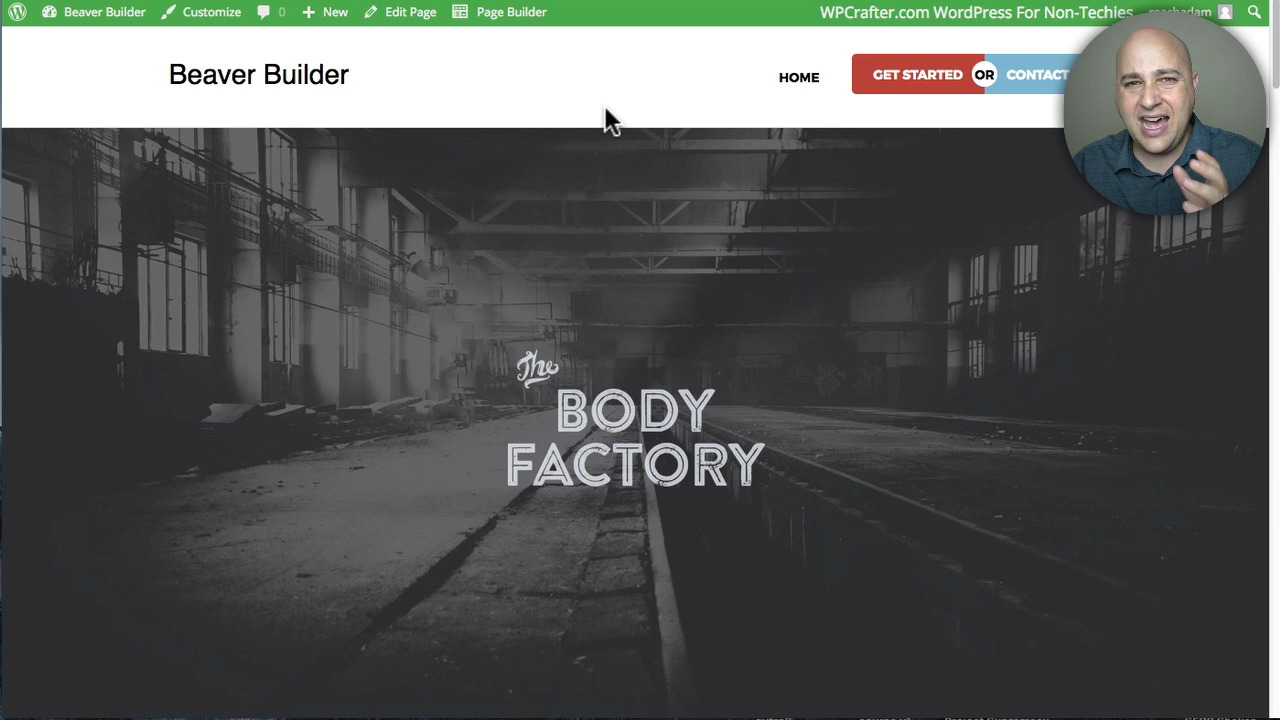 Beaver Builder Customize 0 New Edit Page Page Builder WPCrafter.com WordPress For Non-Techies
Beaver Builder HOME GET STARTED OR CONTACT
The
BODY
FACTORY